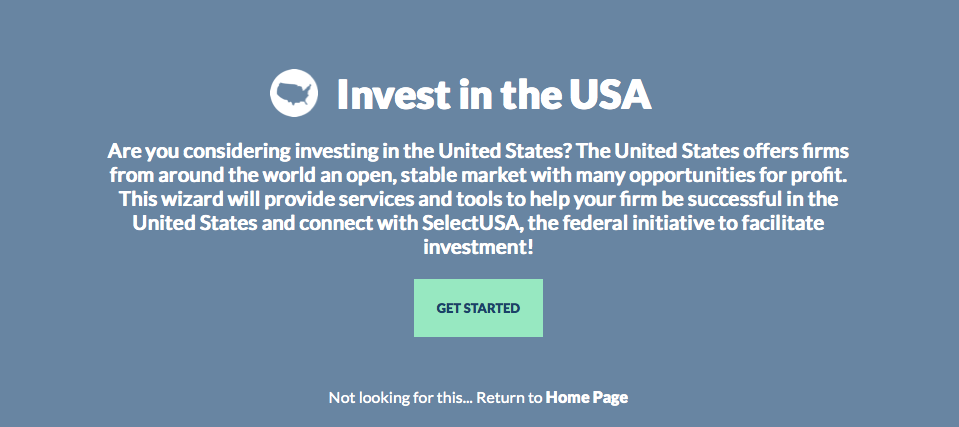 Invest in the USA
Are you considering investing in the United States? The United States offers firms
from around the world an open, stable market with many opportunities for profit.
This wizard will provide services and tools to help your firm be successful in the
United States and connect with SelectUSA, the federal initiative to facilitate
investment!
GET STARTED
Not looking for this... Return to Home Page